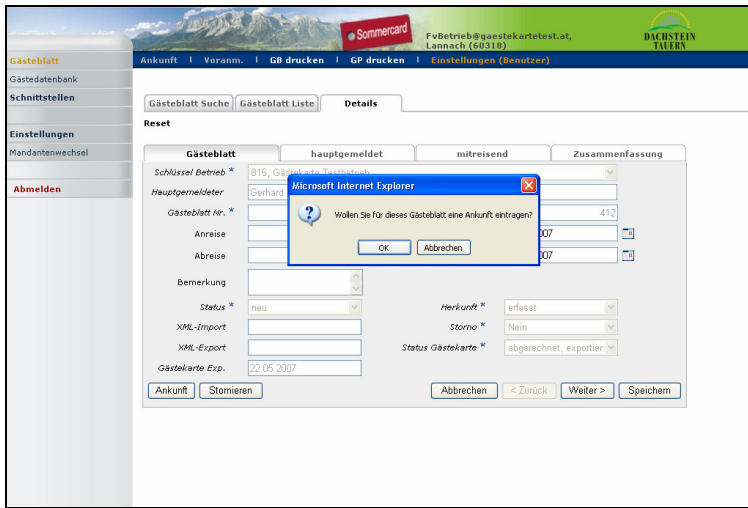 Sommercard
FvBetrieb@gaestekartetest.at,
Lannach (60318)
DACHSTEIN
TAUERN
Gästeblatt
Ankunft | Voranm. | GB drucken | GP drucken | Einstellungen (Benutzer)
Gästedatenbank
Schnittstellen
Einstellungen
Mandantenwechsel
Abmelden
Gästeblatt Suche Gästeblatt Liste Details
Reset
Gästeblatt hauptgemeldet mitreisend Zusammenfassung
Schlüssel Betrieb * 815, Gästekarte Testbetrieb
Hauptgemeldeter Gerhard
Gästeblatt Nr. * 412
Anreise 007
Abreise 007
Microsoft Internet Explorer
Wollen Sie für dieses Gästeblatt eine Ankunft eintragen?
OK Abbrechen
Bemerkung
Status * neu Herkunft * erfasst
XML-Import Storno * Nein
XML-Export Status Gästekarte * abgerechnet, exportier
Gästekarte Exp. 22.05.2007
Ankunft Stornieren Abbrechen < Zurück Weiter > Speichern